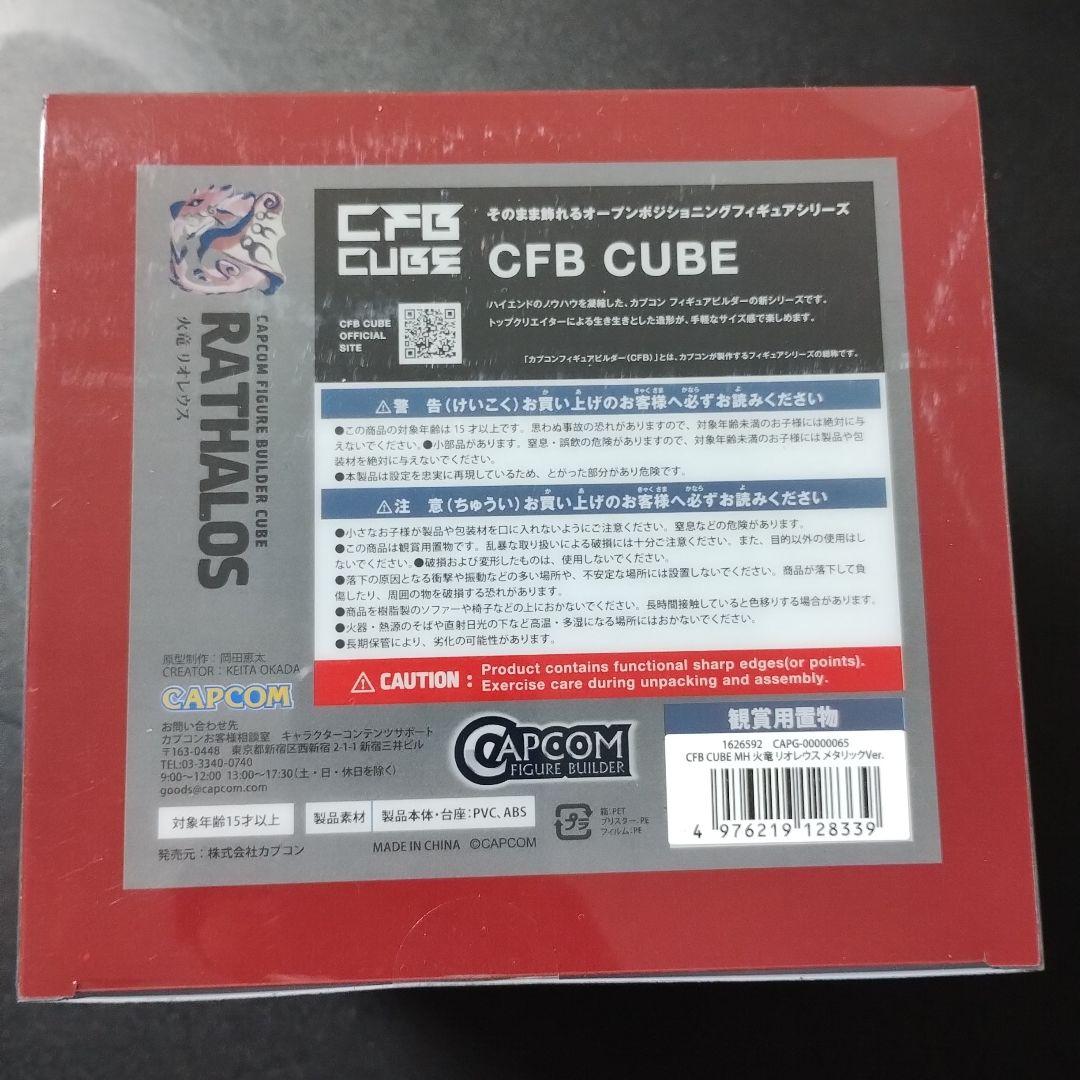 CAPCOM FIGURE BUILDER CUBE
RATHALOS
火竜 リオレウス
CFB
CUBE
そのまま飾れるオープンポジショニングフィギュアシリーズ
CFB CUBE
CFB CUBE
OFFICIAL
SITE
ハイエンドのノウハウを凝縮した、カプコン フィギュアビルダーの新シリーズです。
トップクリエイターによる生き生きとした造形が、手軽なサイズ感で楽しめます。
「カプコンフィギュアビルダー(CFB)」とは、カプコンが製作するフィギュアシリーズの総称です。
⚠警 告(けいこく)お買い上げのお客様へ必ずお読みください
●この商品の対象年齢は15才以上です。思わぬ事故の恐れがありますので、対象年齢未満のお子様には絶対に与
えないでください。●小部品があります。窒息・誤飲の危険がありますので、対象年齢未満のお子様には製品や包
装材を絶対に与えないでください。
●本製品は設定を忠実に再現しているため、とがった部分があり危険です。
⚠注 意(ちゅうい)お買い上げのお客様へ必ずお読みください
●小さなお子様が製品や包装材を口に入れないようにご注意ください。窒息などの危険があります。
●この商品は観賞用置物です。乱暴な取り扱いによる破損には十分ご注意ください。また、目的以外の使用はし
ないでください。●破損および変形したものは、使用しないでください。
●落下の原因となる衝撃や振動などの多い場所や、不安定な場所には設置しないでください。商品が落下して負
傷したり、周囲の物を破損する恐れがあります。
●商品を樹脂製のソファーや椅子などの上におかないでください。長時間接触していると色移りする場合があります。
●火器・熱源のそばや直射日光の下など高温・多湿になる場所にはおかないでください。
●長期保管により、劣化の可能性があります。
⚠ CAUTION : Product contains functional sharp edges(or points).
Exercise care during unpacking and assembly.
原型制作:岡田恵太
CREATOR : KEITA OKADA
CAPCOM
お問い合わせ先
カプコンお客様相談室 キャラクターコンテンツサポート
〒163-0448 東京都新宿区西新宿 2-1-1 新宿三井ビル
TEL:03-3340-0740
9:00~12:00 13:00~17:30(土・日・休日を除く)
goods@capcom.com
CAPCOM
FIGURE BUILDER
観賞用置物
1626592 CAPG-00000065
CFB CUBE MH 火竜 リオレウス メタリックVer.
4 976219 128339
対象年齢15才以上
製品素材
製品本体・台座:PVC、ABS
プラ
箱:PET
ブリスター:PE
フィルム:PE
発売元:株式会社カプコン
MADE IN CHINA ©CAPCOM